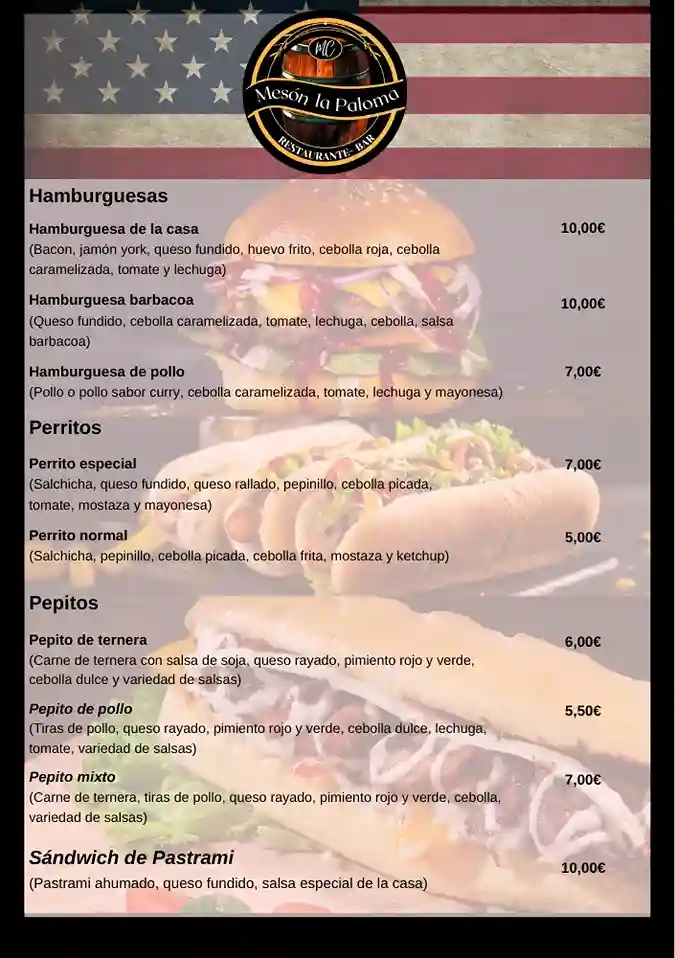 MC
Mesón la Paloma
RESTAURANTE- BAR
Hamburguesas
Hamburguesa de la casa 10,00€
(Bacon, jamón york, queso fundido, huevo frito, cebolla roja, cebolla
caramelizada, tomate y lechuga)
Hamburguesa barbacoa 10,00€
(Queso fundido, cebolla caramelizada, tomate, lechuga, cebolla, salsa
barbacoa)
Hamburguesa de pollo 7,00€
(Pollo o pollo sabor curry, cebolla caramelizada, tomate, lechuga y mayonesa)
Perritos
Perrito especial 7,00€
(Salchicha, queso fundido, queso rallado, pepinillo, cebolla picada,
tomate, mostaza y mayonesa)
Perrito normal 5,00€
(Salchicha, pepinillo, cebolla picada, cebolla frita, mostaza y ketchup)
Pepitos
Pepito de ternera 6,00€
(Carne de ternera con salsa de soja, queso rayado, pimiento rojo y verde,
cebolla dulce y variedad de salsas)
Pepito de pollo 5,50€
(Tiras de pollo, queso rayado, pimiento rojo y verde, cebolla dulce, lechuga,
tomate, variedad de salsas)
Pepito mixto 7,00€
(Carne de ternera, tiras de pollo, queso rayado, pimiento rojo y verde, cebolla,
variedad de salsas)
Sándwich de Pastrami 10,00€
(Pastrami ahumado, queso fundido, salsa especial de la casa)